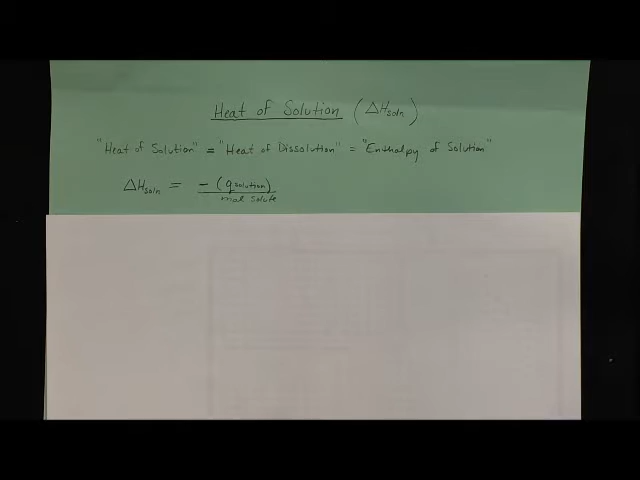 Heat of Solution (ΔHsoln)
"Heat of Solution" = "Heat of Dissolution" = "Enthalpy of Solution"
ΔHsoln = -(qsolution)
mol solute